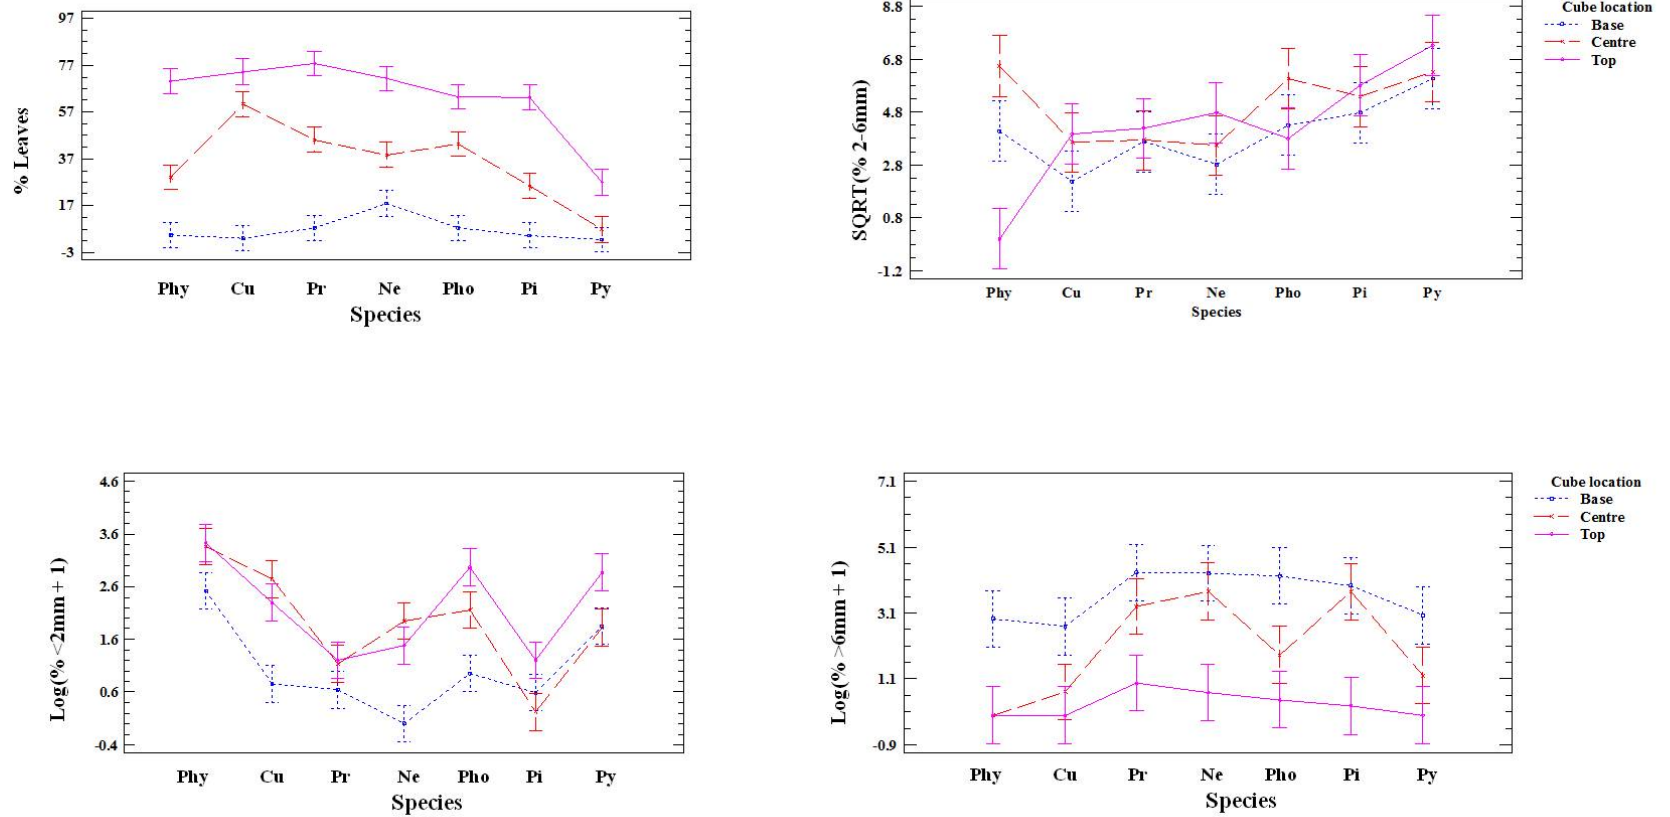 97
77
57
37
17
-3
% Leaves
Phy Cu Pr Ne Pho Pi Py
Species
8.8
6.8
4.8
2.8
0.8
-1.2
SQRT(% 2-6mm)
Phy Cu Pr Ne Pho Pi Py
Species
Cube location
Base
Centre
Top
4.6
3.6
2.6
1.6
0.6
-0.4
Log(% <2mm + 1)
Phy Cu Pr Ne Pho Pi Py
Species
7.1
5.1
3.1
1.1
-0.9
Log(% >6mm + 1)
Phy Cu Pr Ne Pho Pi Py
Species
Cube location
Base
Centre
Top